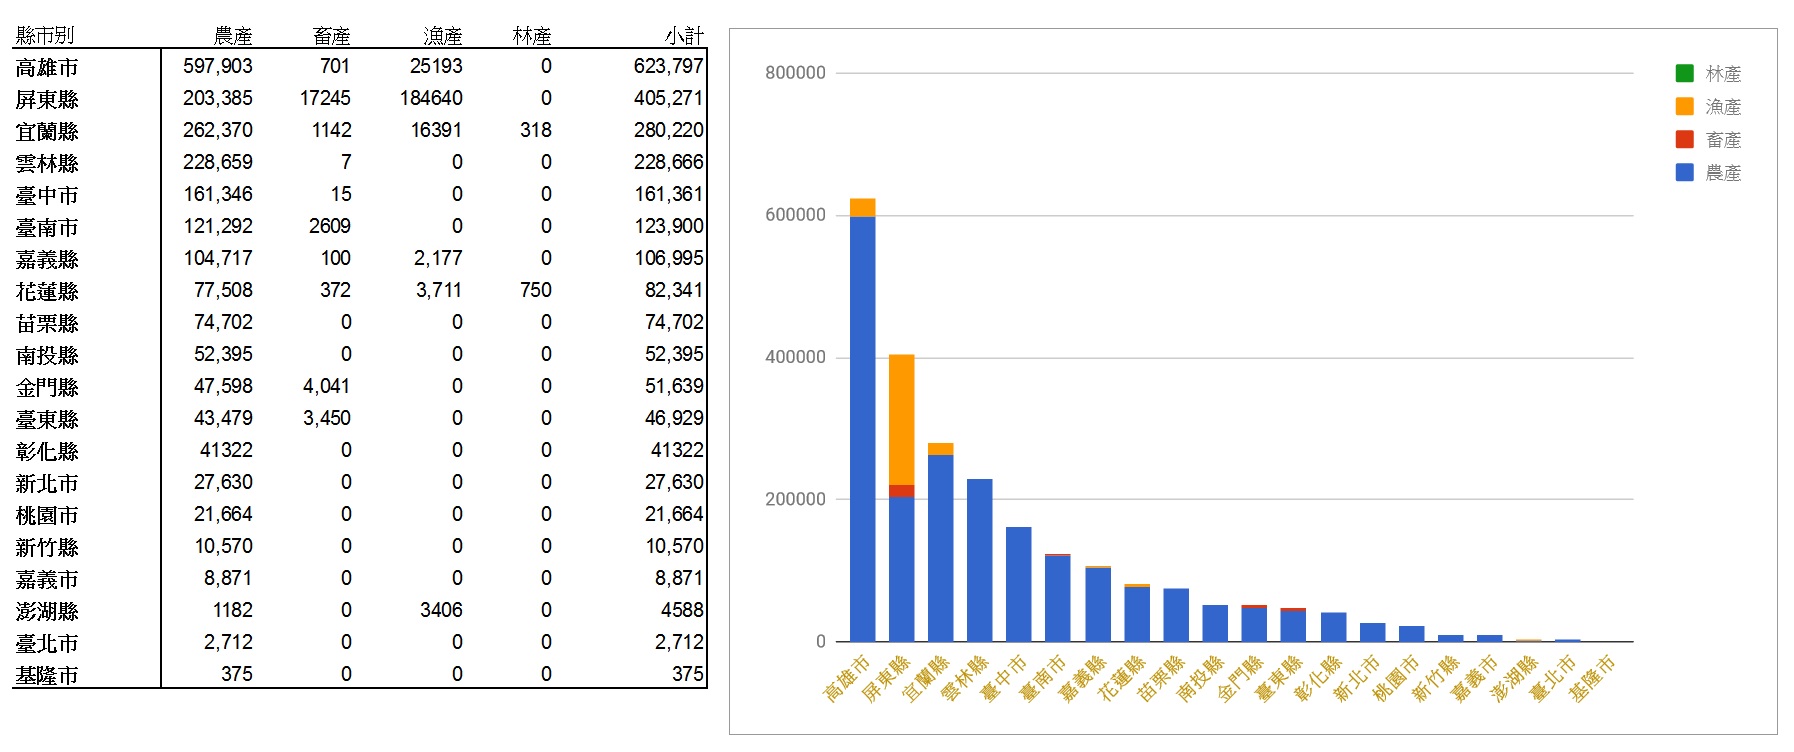 縣市別 農產 畜產 漁產 林產 小計
高雄市 597,903 701 25193 0 623,797
屏東縣 203,385 17245 184640 0 405,271
宜蘭縣 262,370 1142 16391 318 280,220
雲林縣 228,659 7 0 0 228,666
臺中市 161,346 15 0 0 161,361
臺南市 121,292 2609 0 0 123,900
嘉義縣 104,717 100 2,177 0 106,995
花蓮縣 77,508 372 3,711 750 82,341
苗栗縣 74,702 0 0 0 74,702
南投縣 52,395 0 0 0 52,395
金門縣 47,598 4,041 0 0 51,639
臺東縣 43,479 3,450 0 0 46,929
彰化縣 41322 0 0 0 41322
新北市 27,630 0 0 0 27,630
桃園市 21,664 0 0 0 21,664
新竹縣 10,570 0 0 0 10,570
嘉義市 8,871 0 0 0 8,871
澎湖縣 1182 0 3406 0 4588
臺北市 2,712 0 0 0 2,712
基隆市 375 0 0 0 375
800000
600000
400000
200000
0
林產
漁產
畜產
農產
高雄市
屏東縣
宜蘭縣
雲林縣
臺中市
臺南市
嘉義縣
花蓮縣
苗栗縣
南投縣
金門縣
臺東縣
彰化縣
新北市
桃園市
新竹縣
嘉義市
澎湖縣
臺北市
基隆市